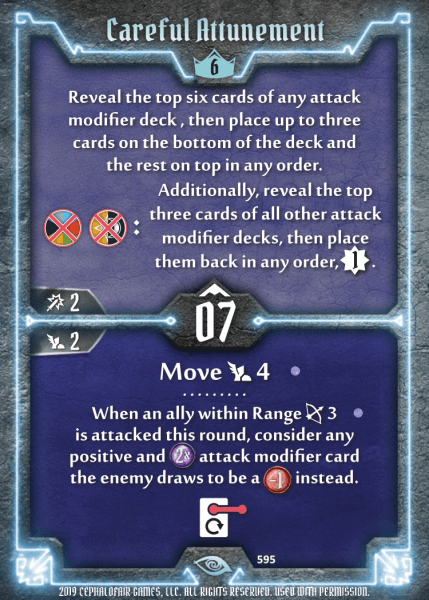 Careful Attunement
6
Reveal the top six cards of any attack
modifier deck , then place up to three
cards on the bottom of the deck and
the rest on top in any order.
Additionally, reveal the top
three cards of all other attack
: modifier decks, then place
them back in any order, 1 .
2
07
2
Move 4
When an ally within Range 3
is attacked this round, consider any
positive and 2x attack modifier card
the enemy draws to be a -1 instead.
595
2019 CEPHALOFAIR GAMES, LLC. ALL RIGHTS RESERVED. USED WITH PERMISSION.